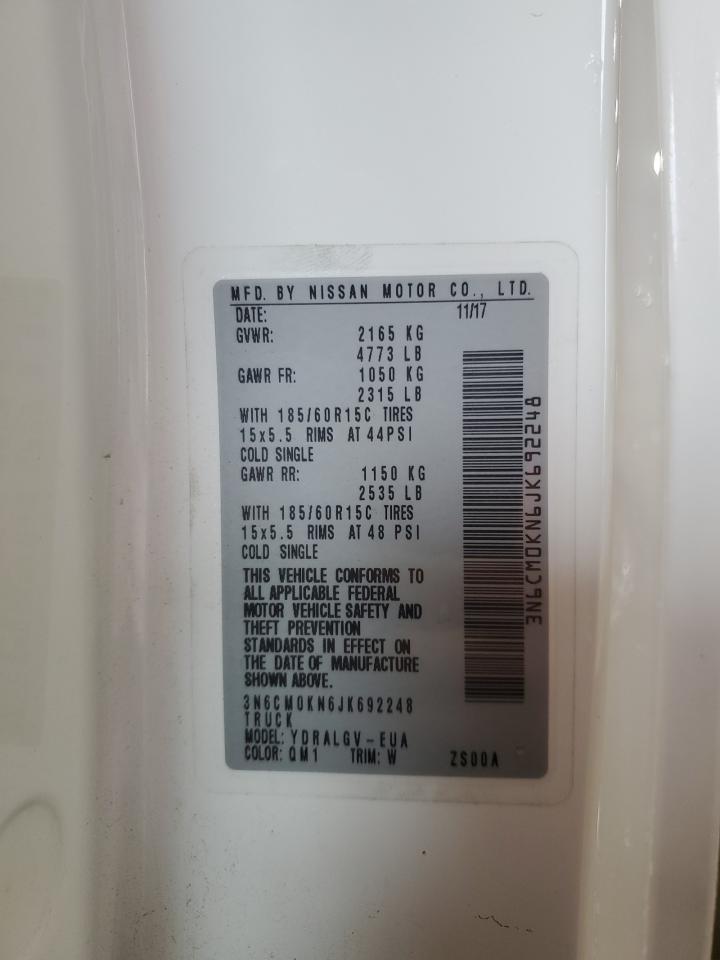 MFD. BY NISSAN MOTOR CO., LTD.
DATE: 11/17
GVWR: 2165 KG
4773 LB
GAWR FR: 1050 KG
2315 LB
WITH 185/60R15C TIRES
15x5.5 RIMS AT 44PSI
COLD SINGLE
GAWR RR: 1150 KG
2535 LB
WITH 185/60R15C TIRES
15x5.5 RIMS AT 48 PSI
COLD SINGLE
THIS VEHICLE CONFORMS TO
ALL APPLICABLE FEDERAL
MOTOR VEHICLE SAFETY AND
THEFT PREVENTION
STANDARDS IN EFFECT ON
THE DATE OF MANUFACTURE
SHOWN ABOVE.
3N6CM0KN6JK692248
TRUCK
MODEL: YDRALGV-EUA
COLOR: QM1 TRIM: W ZS00A
3N6CM0KN6JK692248